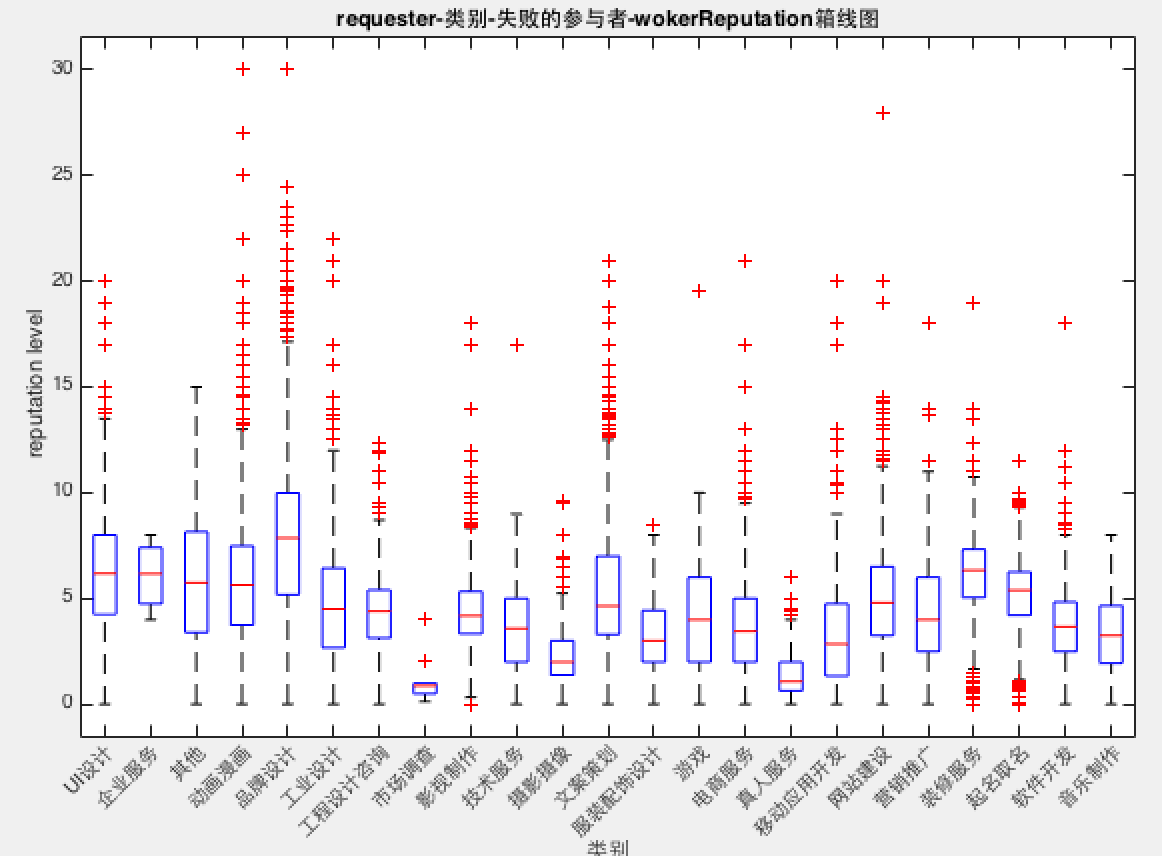 requester-类别-失败的参与者-wokerReputation箱线图
30
25
20
15
10
5
0
reputation level
UI设计
企业服务
其他
动画漫画
品牌设计
工业设计
工程设计咨询
市场调查
影视制作
技术服务
摄影摄像
文案策划
服装配饰设计
游戏
电商服务
真人服务
移动应用开发
网站建设
营销推广
装修服务
起名取名
软件开发
音乐制作
类别